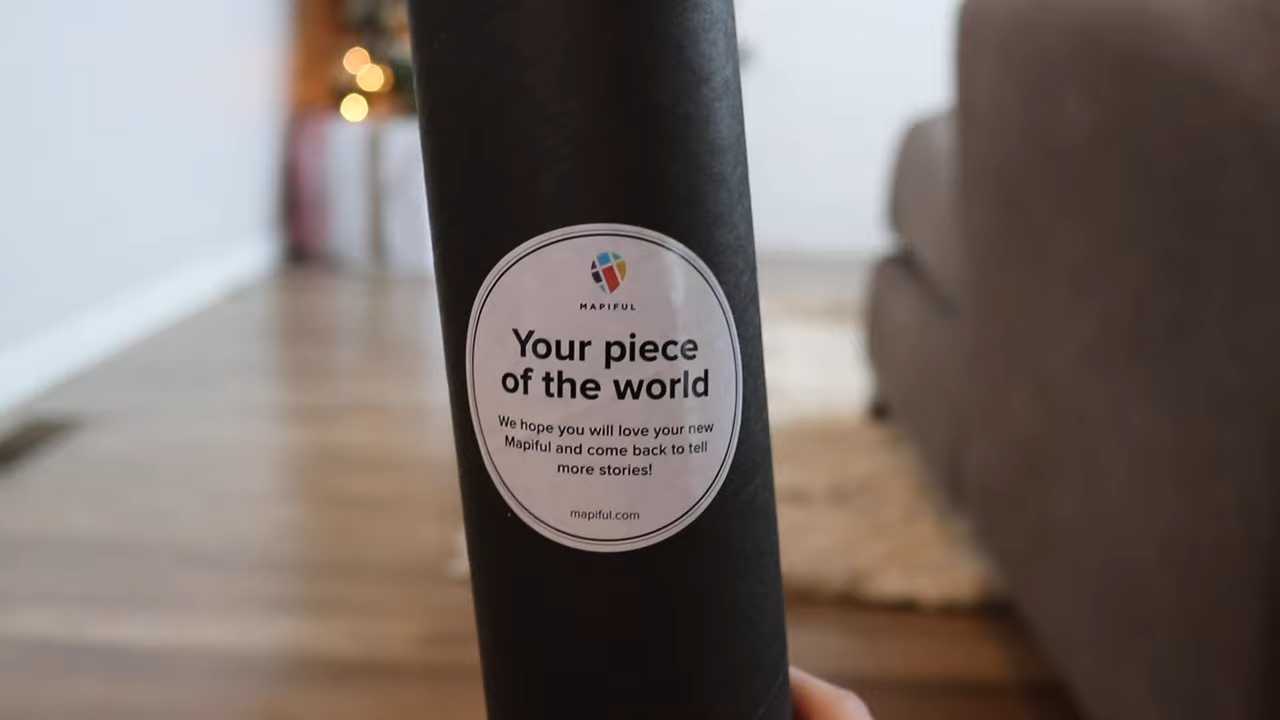 MAPIFUL
Your piece
of the world
We hope you will love your new
Mapiful and come back to tell
more stories!
mapiful.com